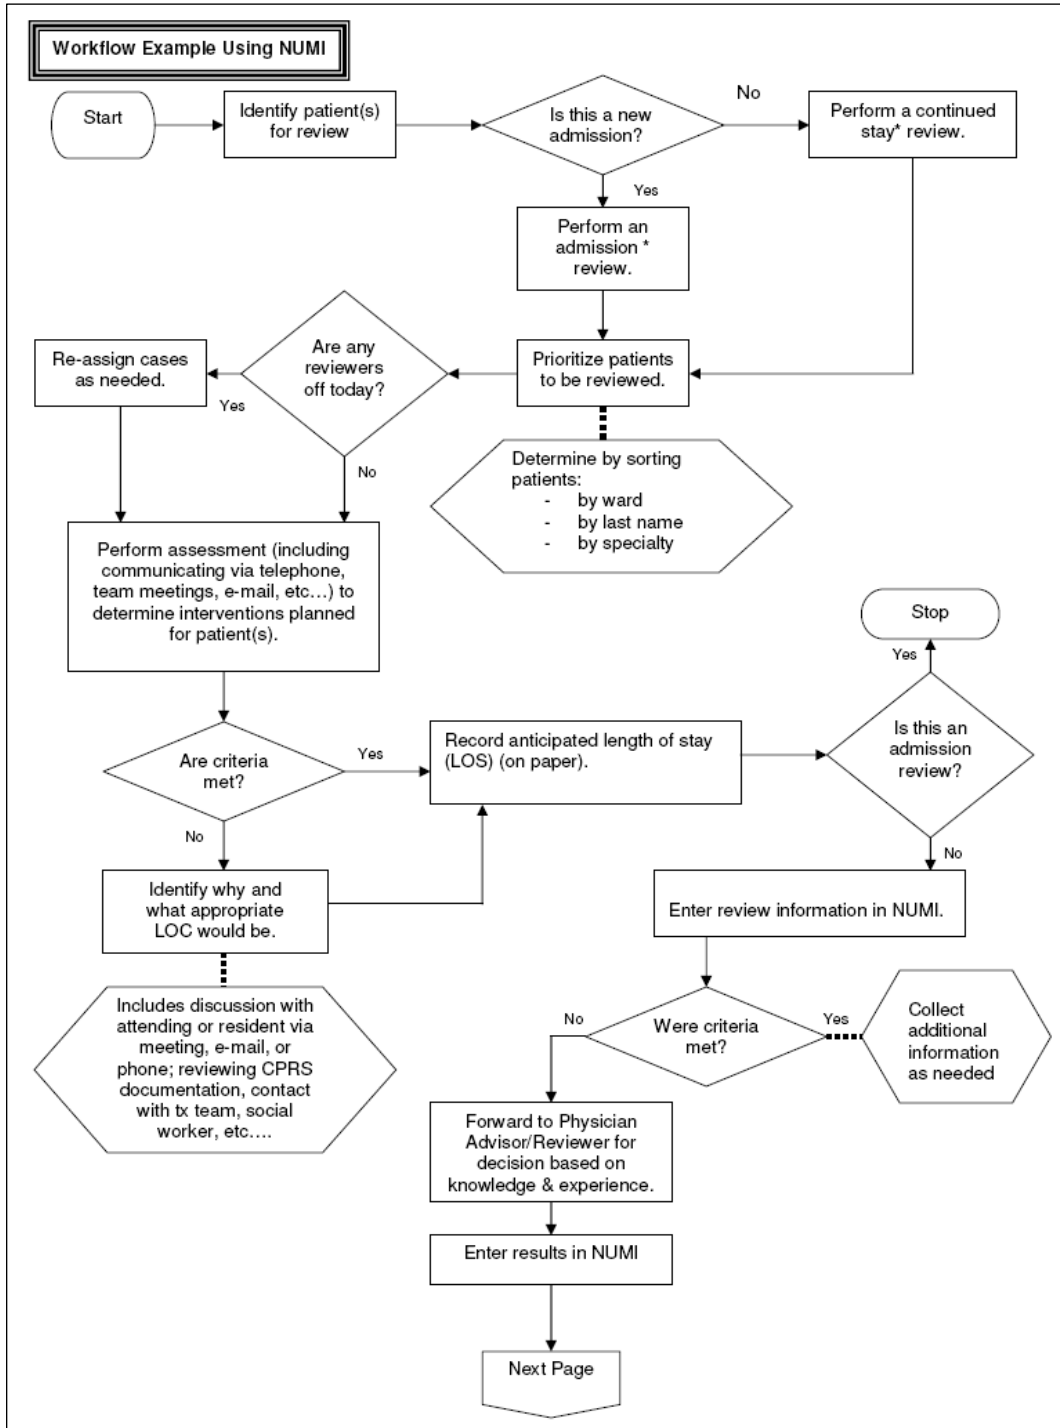 Workflow Example Using NUMI
Start
Identify patient(s)
for review
Is this a new
admission?
No
Perform a continued
stay* review.
Yes
Perform an
admission *
review.
Re-assign cases
as needed.
Yes
Are any
reviewers
off today?
Prioritize patients
to be reviewed.
No
Determine by sorting
patients:
- by ward
- by last name
- by specialty
Perform assessment (including
communicating via telephone,
team meetings, e-mail, etc…) to
determine interventions planned
for patient(s).
Stop
Yes
Are criteria
met?
Yes
Record anticipated length of stay
(LOS) (on paper).
Is this an
admission
review?
No
No
Identify why and
what appropriate
LOC would be.
Enter review information in NUMI.
Includes discussion with
attending or resident via
meeting, e-mail, or
phone; reviewing CPRS
documentation, contact
with tx team, social
worker, etc….
No
Were criteria
met?
Yes
Collect
additional
information
as needed
Forward to Physician
Advisor/Reviewer for
decision based on
knowledge & experience.
Enter results in NUMI
Next Page